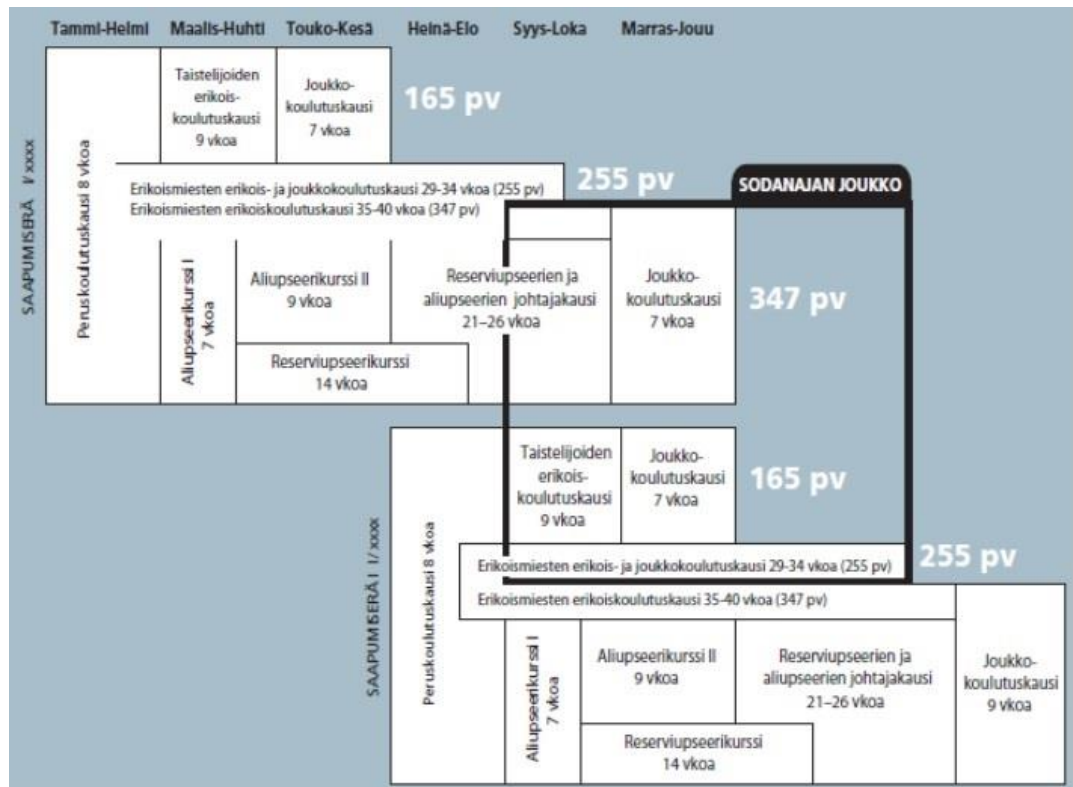 Tammi-Helmi Maalis-Huhti Touko-Kesä Heinä-Elo Syys-Loka Marras-Jouu
SAAPUMISERÄ I/ xxxx
Peruskoulutuskausi 8 vkoa
Taistelijoiden
erikois-
koulutuskausi
9 vkoa
Joukko-
koulutuskausi
7 vkoa
165 pv
Erikoismiesten erikois- ja joukkokoulutuskausi 29-34 vkoa (255 pv)
Erikoismiesten erikoiskoulutuskausi 35-40 vkoa (347 pv)
255 pv
SODANAJAN JOUKKO
Aliupseerikurssi I
7 vkoa
Aliupseerikurssi II
9 vkoa
Reserviupseerikurssi
14 vkoa
Reserviupseerien ja
aliupseerien johtajakausi
21–26 vkoa
Joukko-
koulutuskausi
7 vkoa
347 pv
SAAPUMISERÄ I I/ xxxx
Peruskoulutuskausi 8 vkoa
Taistelijoiden
erikois-
koulutuskausi
9 vkoa
Joukko-
koulutuskausi
7 vkoa
165 pv
Erikoismiesten erikois- ja joukkokoulutuskausi 29-34 vkoa (255 pv)
255 pv
Erikoismiesten erikoiskoulutuskausi 35-40 vkoa (347 pv)
Aliupseerikurssi I
7 vkoa
Aliupseerikurssi II
9 vkoa
Reserviupseerikurssi
14 vkoa
Reserviupseerien ja
aliupseerien johtajakausi
21–26 vkoa
Joukko-
koulutuskausi
9 vkoa